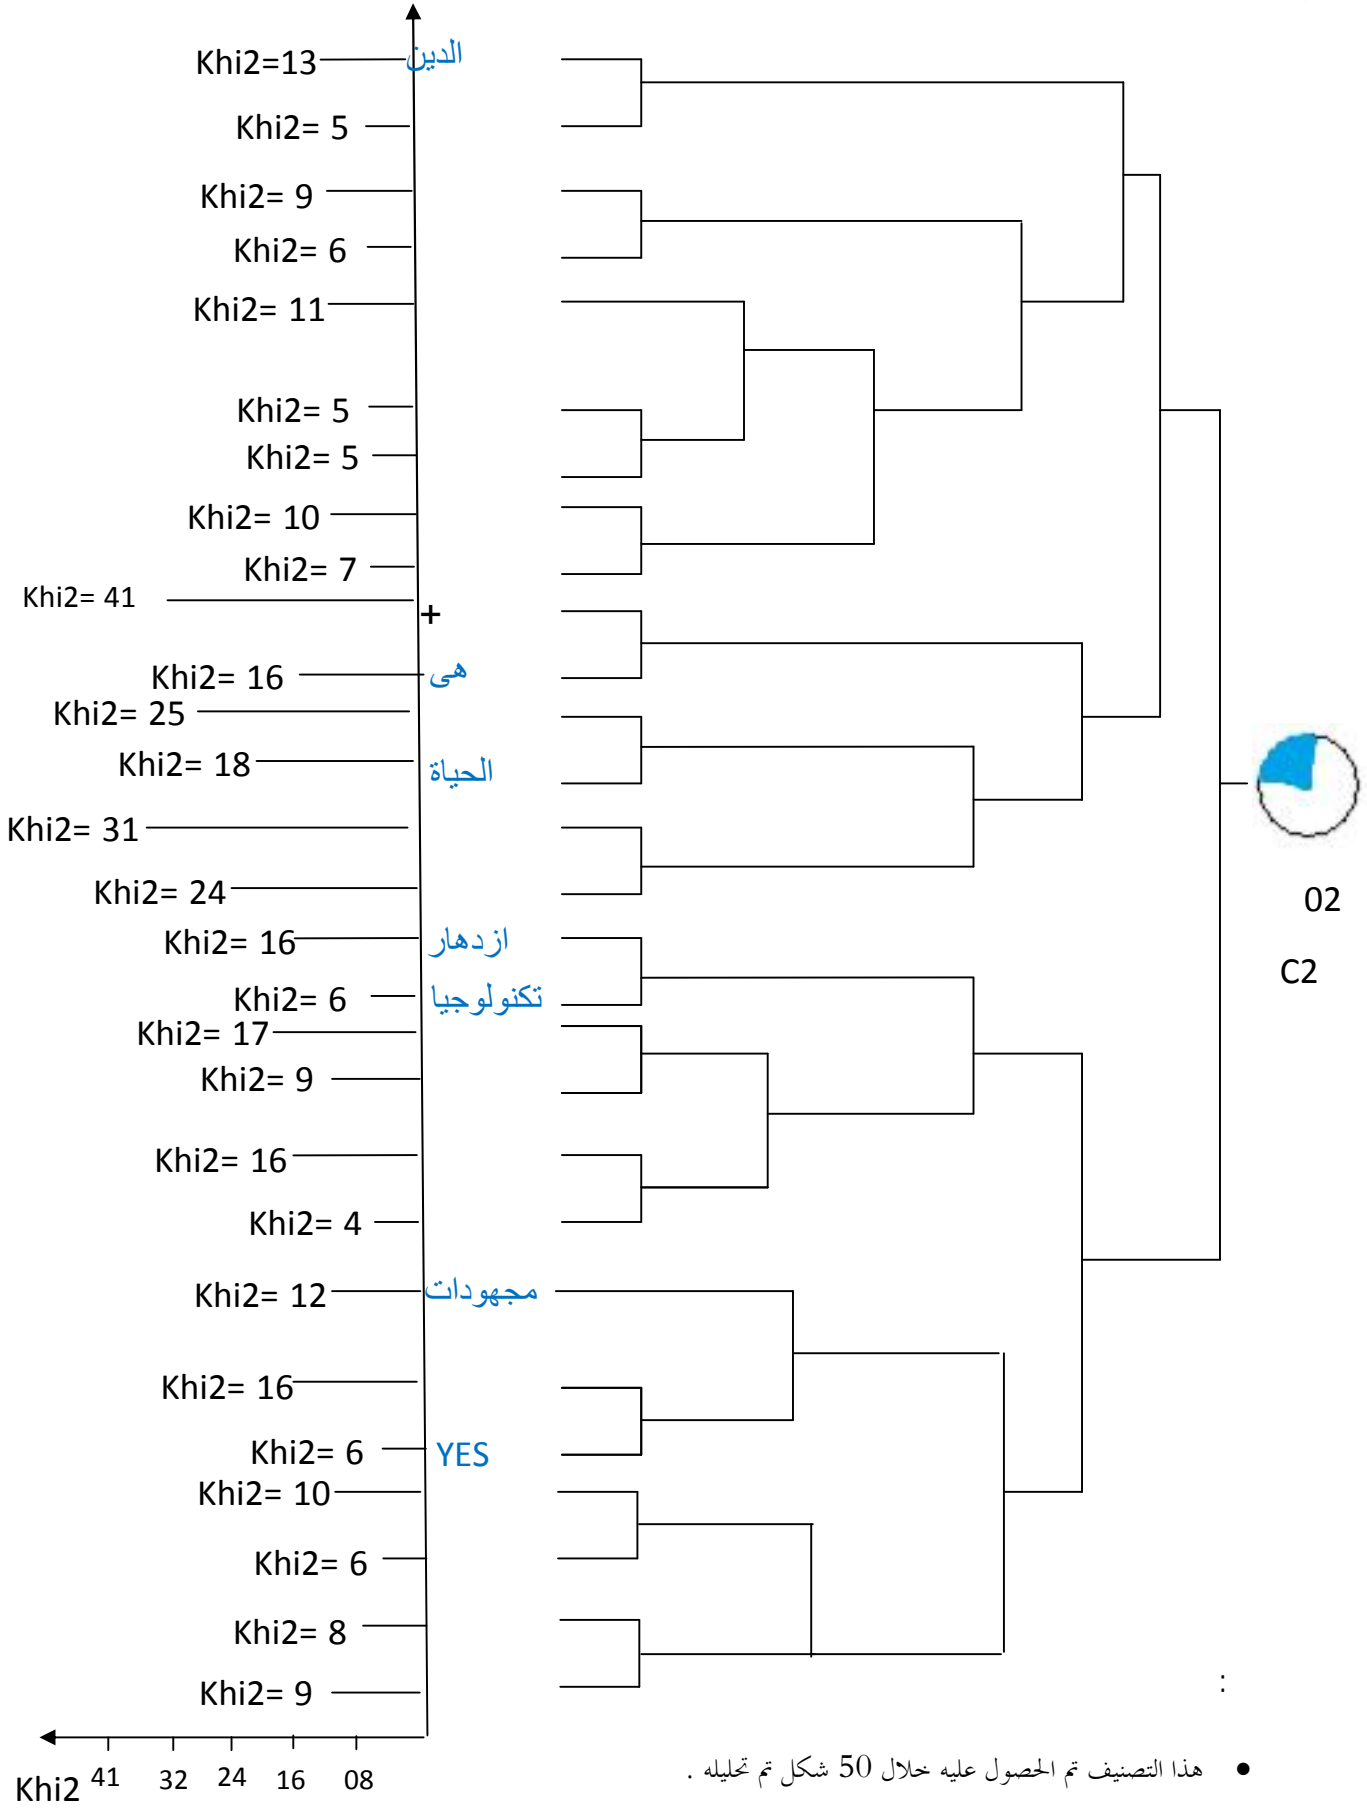 Khi2=13 الدين
Khi2= 5
Khi2= 9
Khi2= 6
Khi2= 11
Khi2= 5
Khi2= 5
Khi2= 10
Khi2= 7
Khi2= 41
+
Khi2= 16 هى
Khi2= 25
Khi2= 18 الحياة
Khi2= 31
Khi2= 24
02
Khi2= 16 ازدهار
C2
Khi2= 6 تكنولوجيا
Khi2= 17
Khi2= 9
Khi2= 16
Khi2= 4
Khi2= 12 مجهودات
Khi2= 16
Khi2= 6 YES
Khi2= 10
Khi2= 6
Khi2= 8
:
Khi2= 9
Khi2 41 32 24 16 08
• هذا التصنيف تم الحصول عليه خلال 50 شكل تم تحليله .